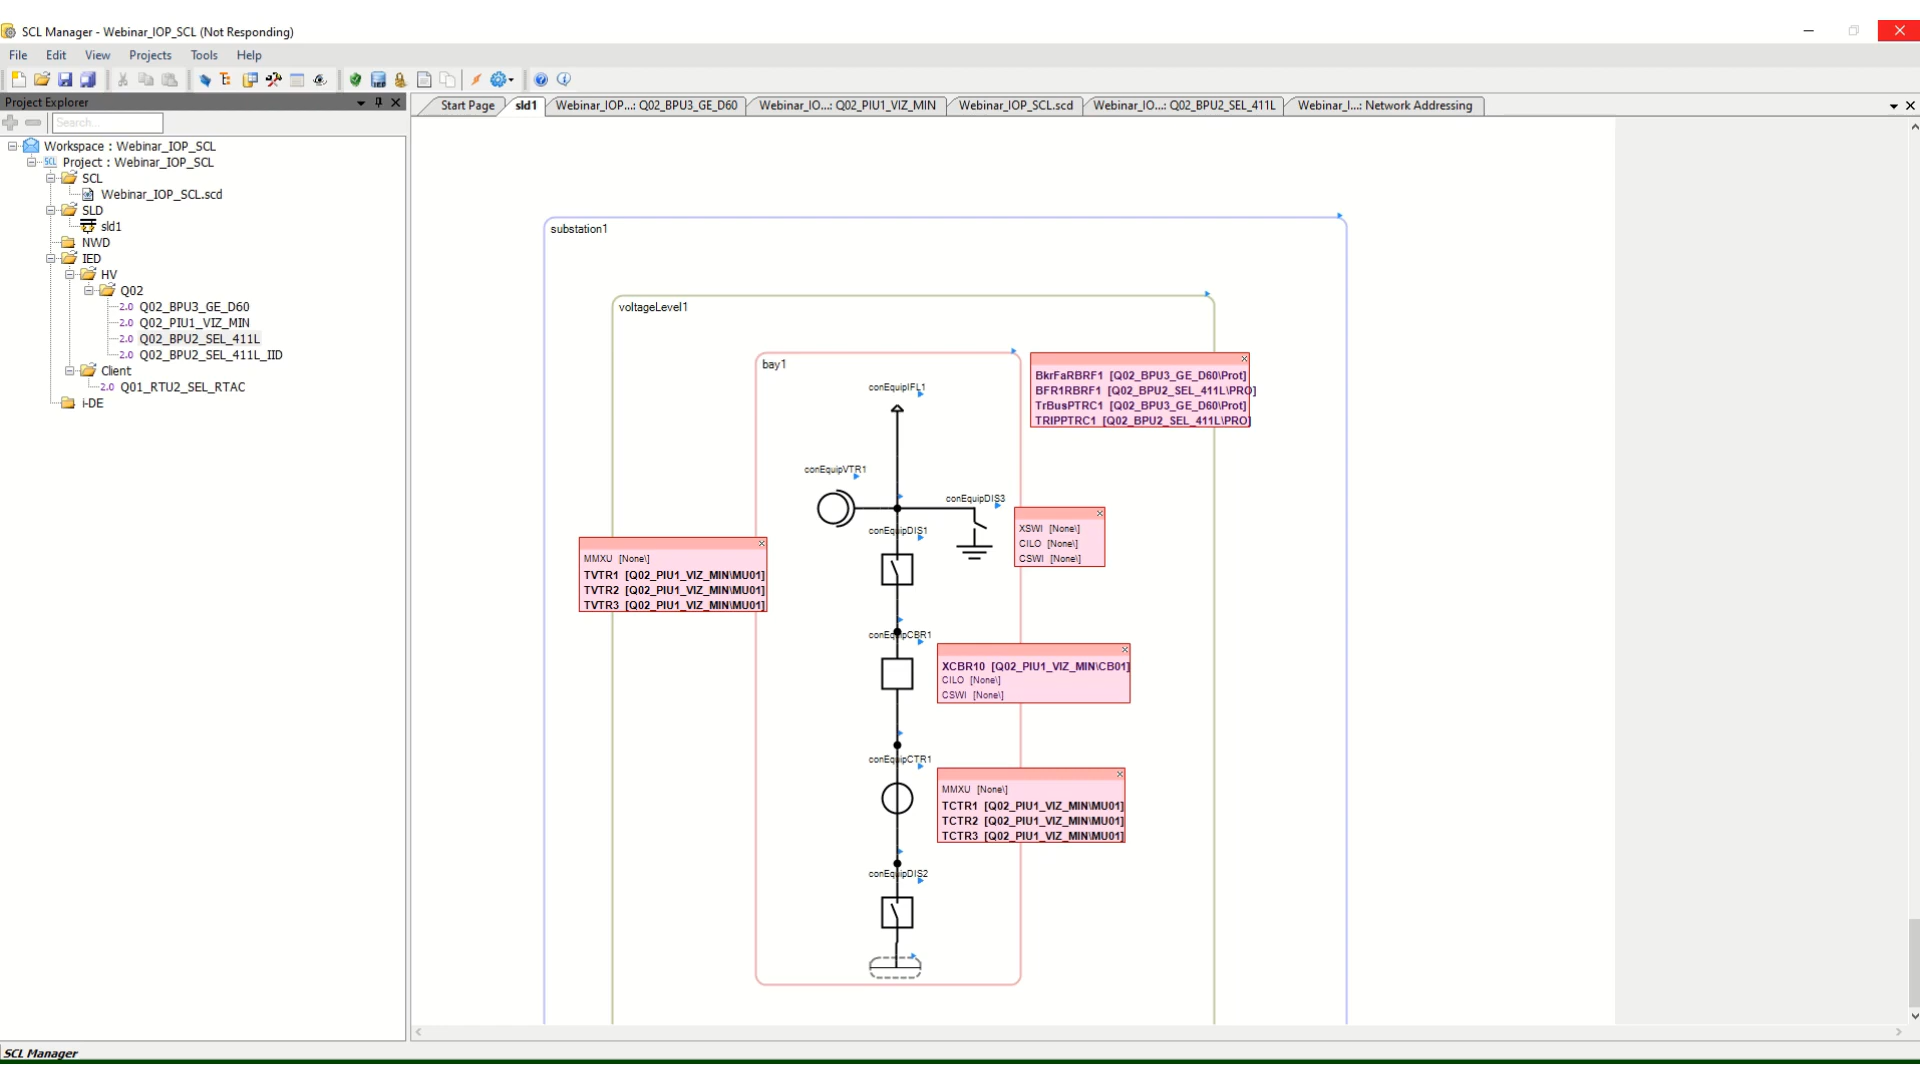 SCL Manager - Webinar_IOP_SCL (Not Responding)
File Edit View Projects Tools Help
Project Explorer
Search...
Workspace : Webinar_IOP_SCL
Project : Webinar_IOP_SCL
SCL
Webinar_IOP_SCL.scd
SLD
sld1
NWD
IED
HV
Q02
2.0 Q02_BPU3_GE_D60
2.0 Q02_PIU1_VIZ_MIN
2.0 Q02_BPU2_SEL_411L
2.0 Q02_BPU2_SEL_411L_IID
Client
2.0 Q01_RTU2_SEL_RTAC
i-DE
Start Page sld1 Webinar_IOP...: Q02_BPU3_GE_D60 Webinar_IO...: Q02_PIU1_VIZ_MIN Webinar_IOP_SCL.scd Webinar_IO...: Q02_BPU2_SEL_411L Webinar_I...: Network Addressing
substation1
voltageLevel1
bay1
conEquipIFL1
BkrFaRBRF1 [Q02_BPU3_GE_D60\Prot]
BFR1RBRF1 [Q02_BPU2_SEL_411L\PRO]
TrBusPTRC1 [Q02_BPU3_GE_D60\Prot]
TRIPPTRC1 [Q02_BPU2_SEL_411L\PRO]
conEquipVTR1
conEquipDIS3
conEquipDIS1
XSWI [None\]
CILO [None\]
CSWI [None\]
MMXU [None\]
TVTR1 [Q02_PIU1_VIZ_MIN\MU01]
TVTR2 [Q02_PIU1_VIZ_MIN\MU01]
TVTR3 [Q02_PIU1_VIZ_MIN\MU01]
conEquipCBR1
XCBR10 [Q02_PIU1_VIZ_MIN\CB01]
CILO [None\]
CSWI [None\]
conEquipCTR1
MMXU [None\]
TCTR1 [Q02_PIU1_VIZ_MIN\MU01]
TCTR2 [Q02_PIU1_VIZ_MIN\MU01]
TCTR3 [Q02_PIU1_VIZ_MIN\MU01]
conEquipDIS2
SCL Manager